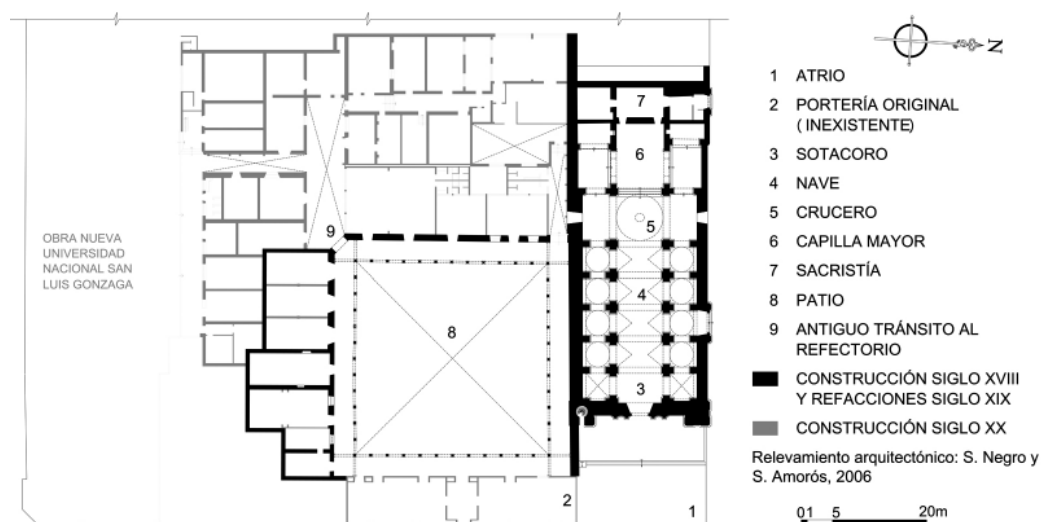 N
1 ATRIO
2 PORTERÍA ORIGINAL
( INEXISTENTE)
3 SOTACORO
4 NAVE
5 CRUCERO
6 CAPILLA MAYOR
7 SACRISTÍA
8 PATIO
9 ANTIGUO TRÁNSITO AL
REFECTORIO
CONSTRUCCIÓN SIGLO XVIII
Y REFACCIONES SIGLO XIX
CONSTRUCCIÓN SIGLO XX
Relevamiento arquitectónico: S. Negro y
S. Amorós, 2006
01 5 20m
OBRA NUEVA
UNIVERSIDAD
NACIONAL SAN
LUIS GONZAGA
7
6
5
9
4
8
3
2
1